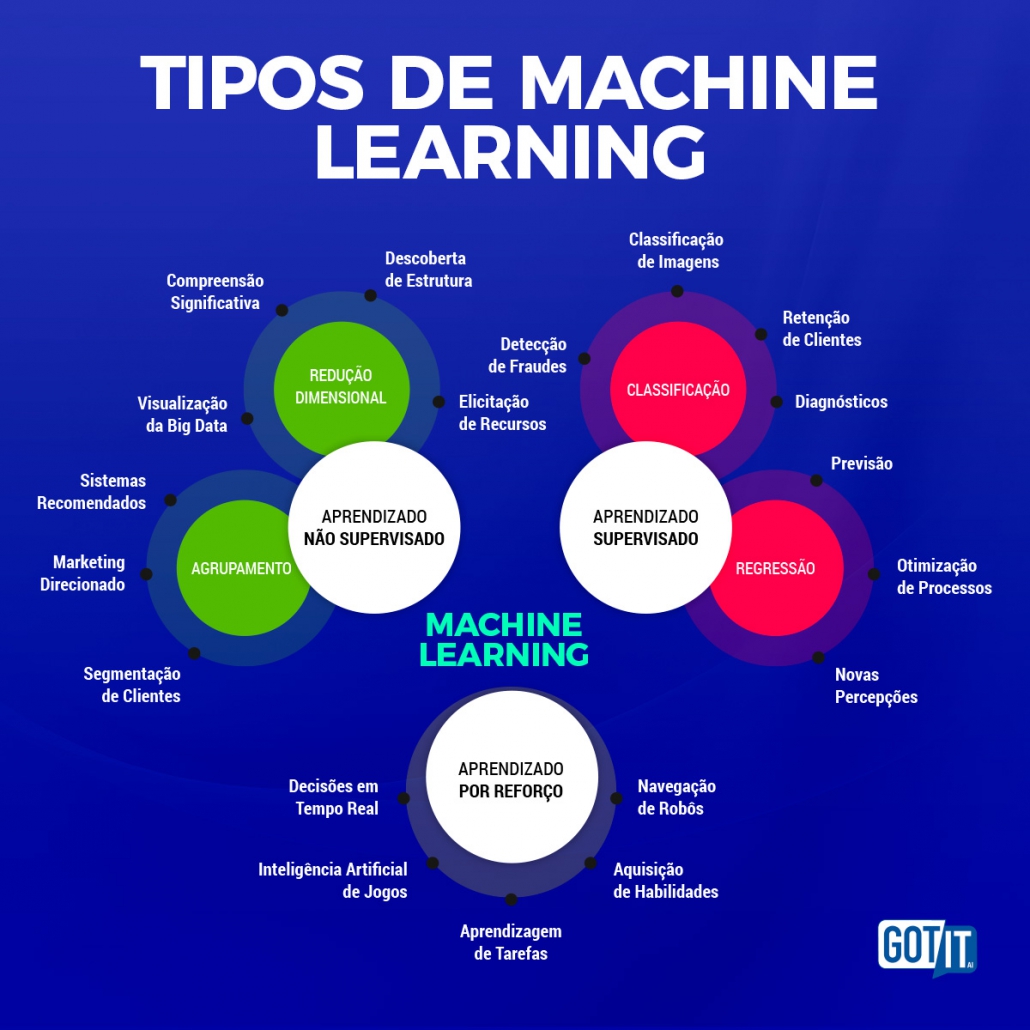 TIPOS DE MACHINE
LEARNING
Compreensão
Significativa
Descoberta
de Estrutura
Visualização
da Big Data
REDUÇÃO
DIMENSIONAL
Elicitação
de Recursos
Sistemas
Recomendados
Marketing
Direcionado
Segmentação
de Clientes
AGRUPAMENTO
APRENDIZADO
NÃO SUPERVISADO
Classificação
de Imagens
Detecção
de Fraudes
Retenção
de Clientes
CLASSIFICAÇÃO
Diagnósticos
APRENDIZADO
SUPERVISADO
Previsão
REGRESSÃO
Otimização
de Processos
Novas
Percepções
MACHINE
LEARNING
APRENDIZADO
POR REFORÇO
Decisões em
Tempo Real
Navegação
de Robôs
Inteligência Artificial
de Jogos
Aquisição
de Habilidades
Aprendizagem
de Tarefas
GOT IT
AI